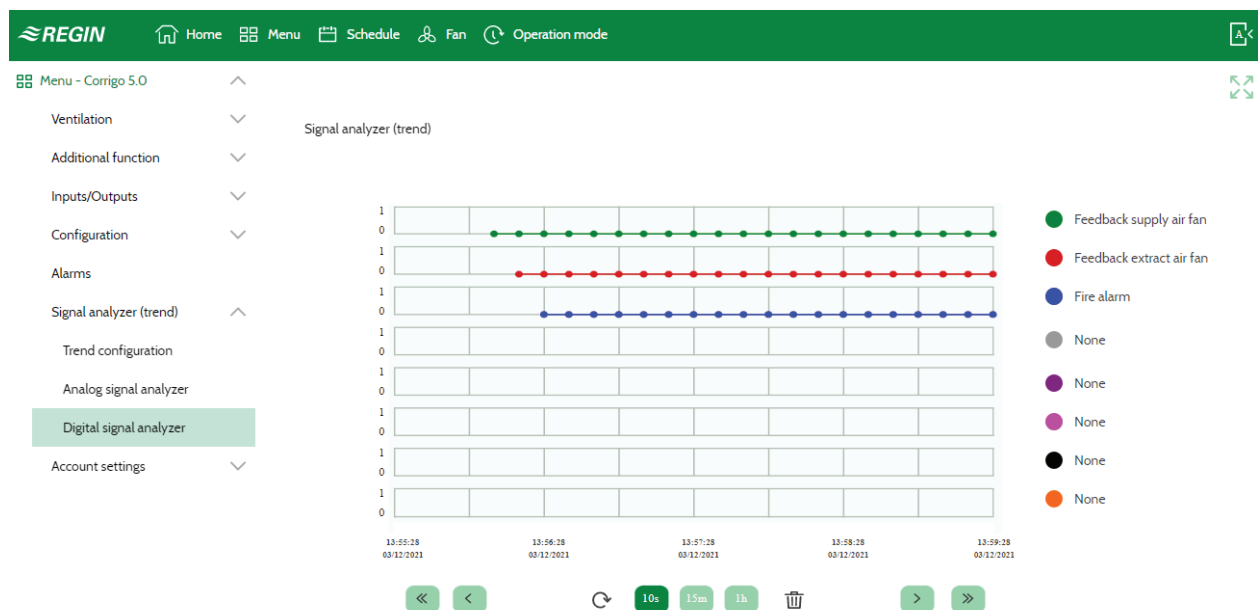 REGIN Home Menu Schedule Fan Operation mode A
Menu - Corrigo 5.0
Ventilation
Additional function
Inputs/Outputs
Configuration
Alarms
Signal analyzer (trend)
Trend configuration
Analog signal analyzer
Digital signal analyzer
Account settings
Signal analyzer (trend)
1
0
1
0
1
0
1
0
1
0
1
0
1
0
1
0
13:55:28 13:56:28 13:57:28 13:58:28 13:59:28
03/12/2021 03/12/2021 03/12/2021 03/12/2021 03/12/2021
Feedback supply air fan
Feedback extract air fan
Fire alarm
None
None
None
None
None
10s 15m 1h